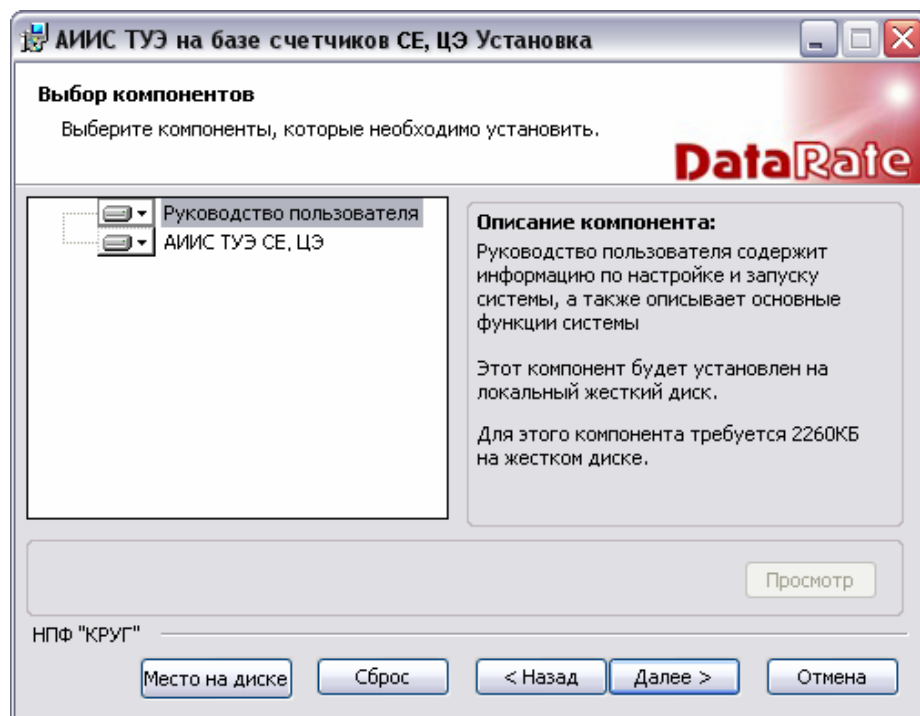 АИИС ТУЭ на базе счетчиков СЕ, ЦЭ Установка
Выбор компонентов
Выберите компоненты, которые необходимо установить.
DataRate
Руководство пользователя
АИИС ТУЭ СЕ, ЦЭ
Описание компонента:
Руководство пользователя содержит
информацию по настройке и запуску
системы, а также описывает основные
функции системы
Этот компонент будет установлен на
локальный жесткий диск.
Для этого компонента требуется 2260КБ
на жестком диске.
Просмотр
НПФ "КРУГ"
Место на диске
Сброс
< Назад
Далее >
Отмена